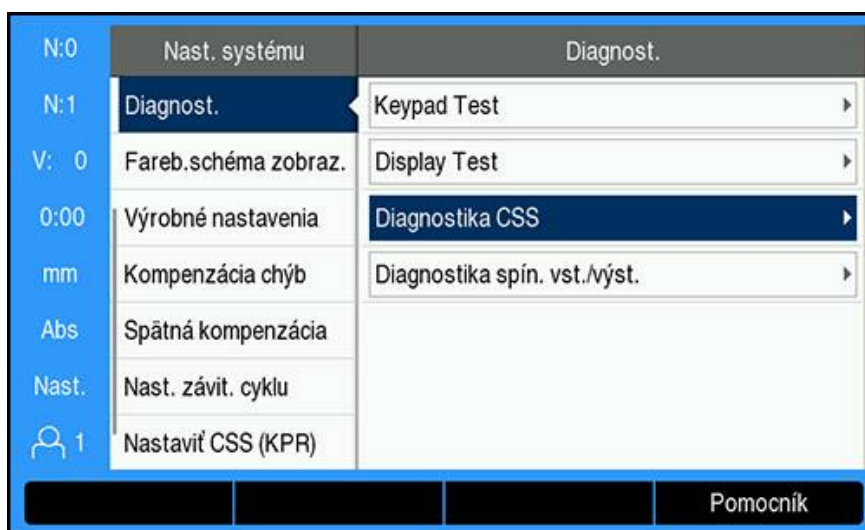 N:0
Nast. systému
Diagnost.
N:1
Diagnost.
Keypad Test
V: 0
Fareb.schéma zobraz.
Display Test
0:00
Výrobné nastavenia
Diagnostika CSS
mm
Kompenzácia chýb
Diagnostika spín. vst./výst.
Abs
Spätná kompenzácia
Nast.
Nast. závit. cyklu
1
Nastaviť CSS (KPR)
Pomocník